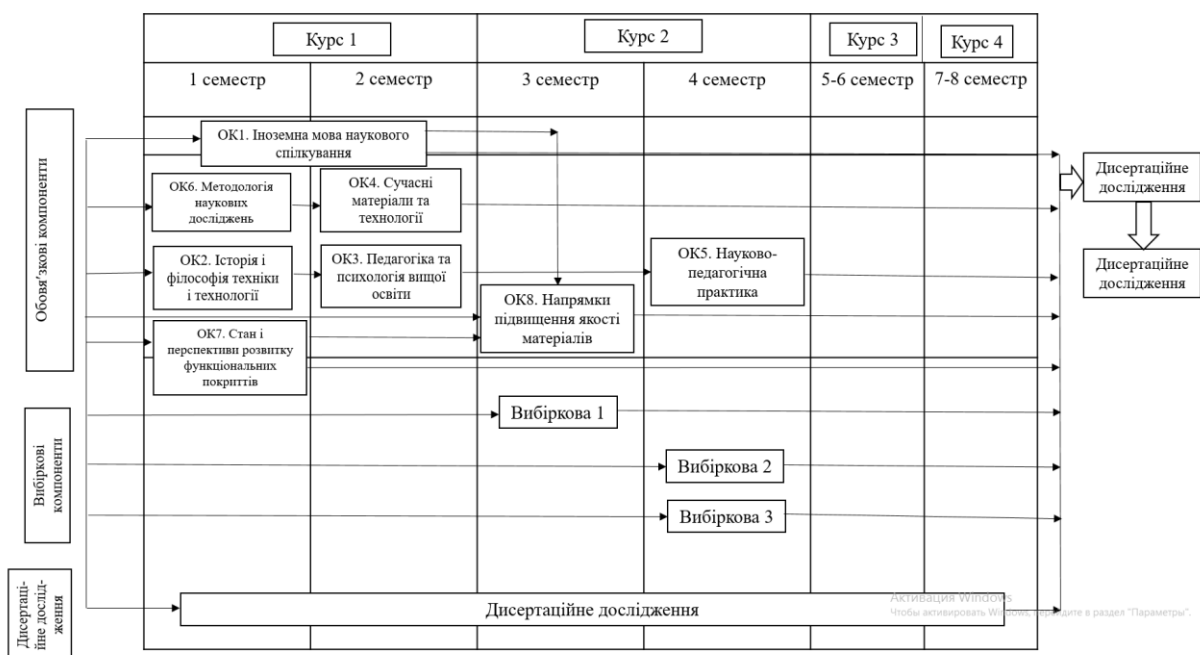 Курс 1
Курс 2
Курс 3
Курс 4
1 семестр
2 семестр
3 семестр
4 семестр
5-6 семестр
7-8 семестр
Обов’язкові компоненти
ОК1. Іноземна мова наукового
спілкування
ОК6. Методологія
наукових
досліджень
ОК4. Сучасні
матеріали та
технології
ОК2. Історія і
філософія техніки
і технології
ОК3. Педагогіка та
психологія вищої
освіти
ОК5. Науково-
педагогічна
практика
ОК8. Напрямки
підвищення якості
матеріалів
ОК7. Стан і
перспективи розвитку
функціональних
покриттів
Дисертаційне
дослідження
Дисертаційне
дослідження
Вибіркові
компоненти
Вибіркова 1
Вибіркова 2
Вибіркова 3
Дисертаці-
йне дослід-
ження
Дисертаційне дослідження
Активация Windows
Чтобы активировать Windows, перейдите в раздел "Параметры".